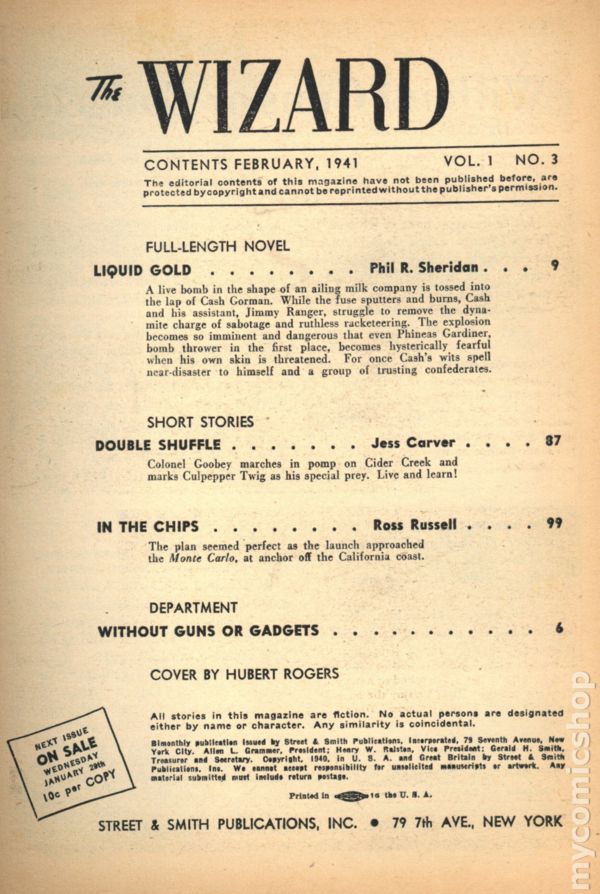 The WIZARD
CONTENTS FEBRUARY, 1941 VOL. 1 NO. 3
The editorial contents of this magazine have not been published before, are
protected by copyright and cannot be reprinted without the publisher's permission.
FULL-LENGTH NOVEL
LIQUID GOLD . . . . . . . . Phil R. Sheridan . . . 9
A live bomb in the shape of an ailing milk company is tossed into
the lap of Cash Gorman. While the fuse sputters and burns, Cash
and his assistant, Jimmy Ranger, struggle to remove the dyna-
mite charge of sabotage and ruthless racketeering. The explosion
becomes so imminent and dangerous that even Phineas Gardiner,
bomb thrower in the first place, becomes hysterically fearful
when his own skin is threatened. For once Cash's wits spell
near-disaster to himself and a group of trusting confederates.
SHORT STORIES
DOUBLE SHUFFLE . . . . . . . Jess Carver . . . . 87
Colonel Goobey marches in pomp on Cider Creek and
marks Culpepper Twig as his special prey. Live and learn!
IN THE CHIPS . . . . . . . . Ross Russell . . . . 99
The plan seemed perfect as the launch approached
the Monte Carlo, at anchor off the California coast.
DEPARTMENT
WITHOUT GUNS OR GADGETS . . . . . . . . . . . 6
COVER BY HUBERT ROGERS
All stories in this magazine are fiction. No actual persons are designated
either by name or character. Any similarity is coincidental.
Bimonthly publication issued by Street & Smith Publications, Incorporated, 79 Seventh Avenue, New
York City. Allen L. Grammer, President; Henry W. Ralston, Vice President; Gerald H. Smith,
Treasurer and Secretary. Copyright, 1940, in U. S. A. and Great Britain by Street & Smith
Publications, Inc. We cannot accept responsibility for unsolicited manuscripts or artwork. Any
material submitted must include return postage.
Printed in the U. S. A.
NEXT ISSUE
ON SALE
WEDNESDAY
JANUARY 29th
10c per COPY
STREET & SMITH PUBLICATIONS, INC. ● 79 7th AVE., NEW YORK
mycomicshop